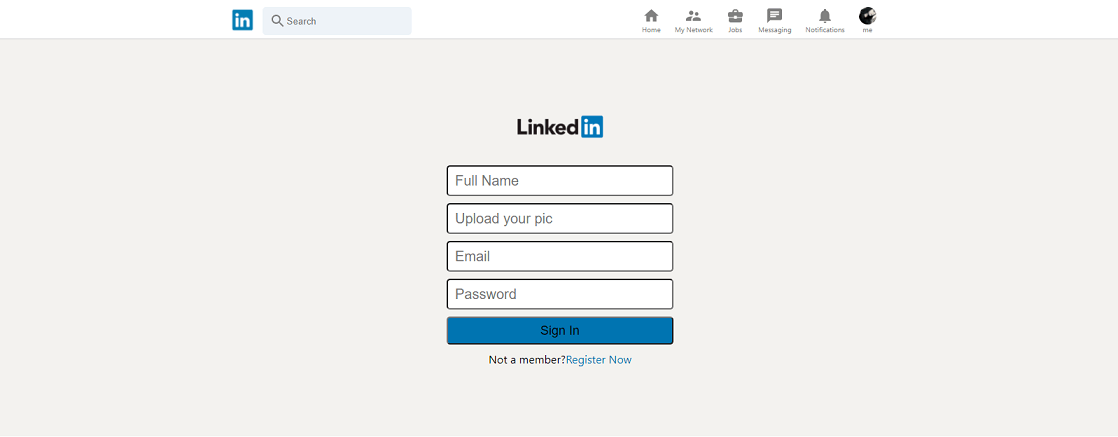 in Search Home My Network Jobs Messaging Notifications me
Linkedin
Full Name
Upload your pic
Email
Password
Sign In
Not a member?Register Now